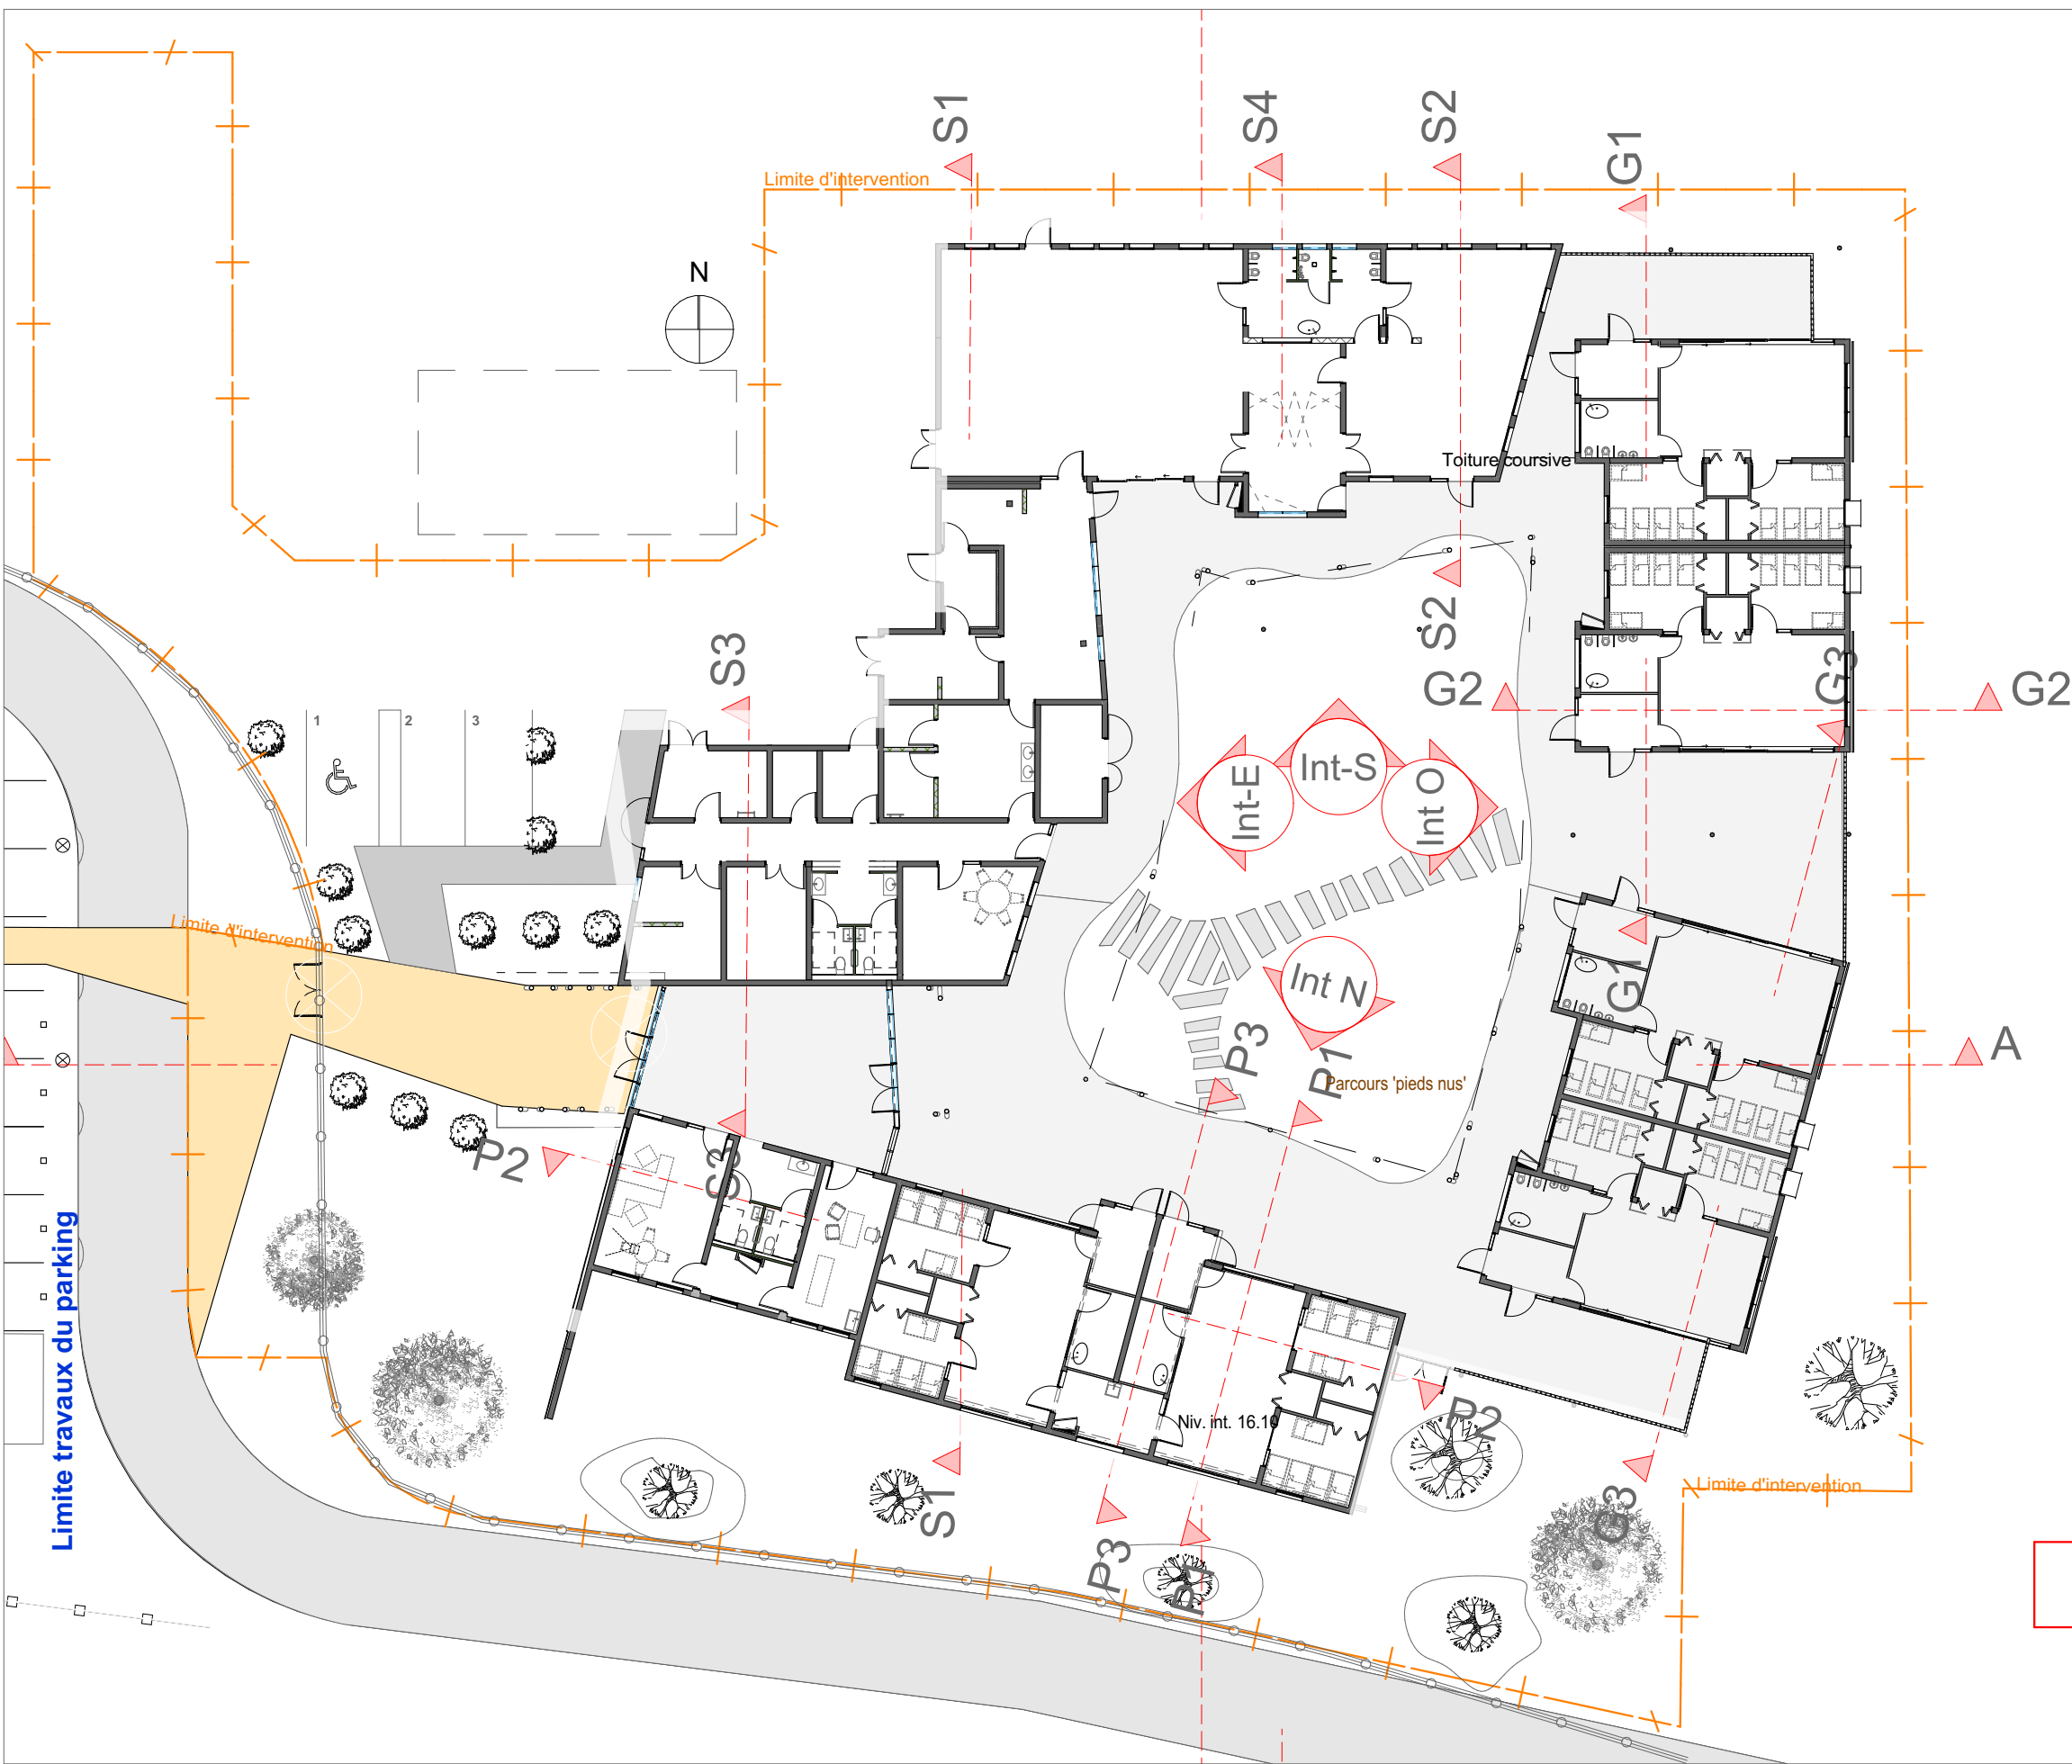 S1
S4
S2
G1
Limite d'intervention
N
Toiture coursive
S2
S3
G3
G2
G2
1
2
3
Int-E
Int-S
Int O
Limite d'intervention
Int N
G1
P3
P1
A
Parcours 'pieds nus'
P2
S3
Limite travaux du parking
Niv. int. 16.10
P2
Limite d'intervention
S1
G3
P3
P1